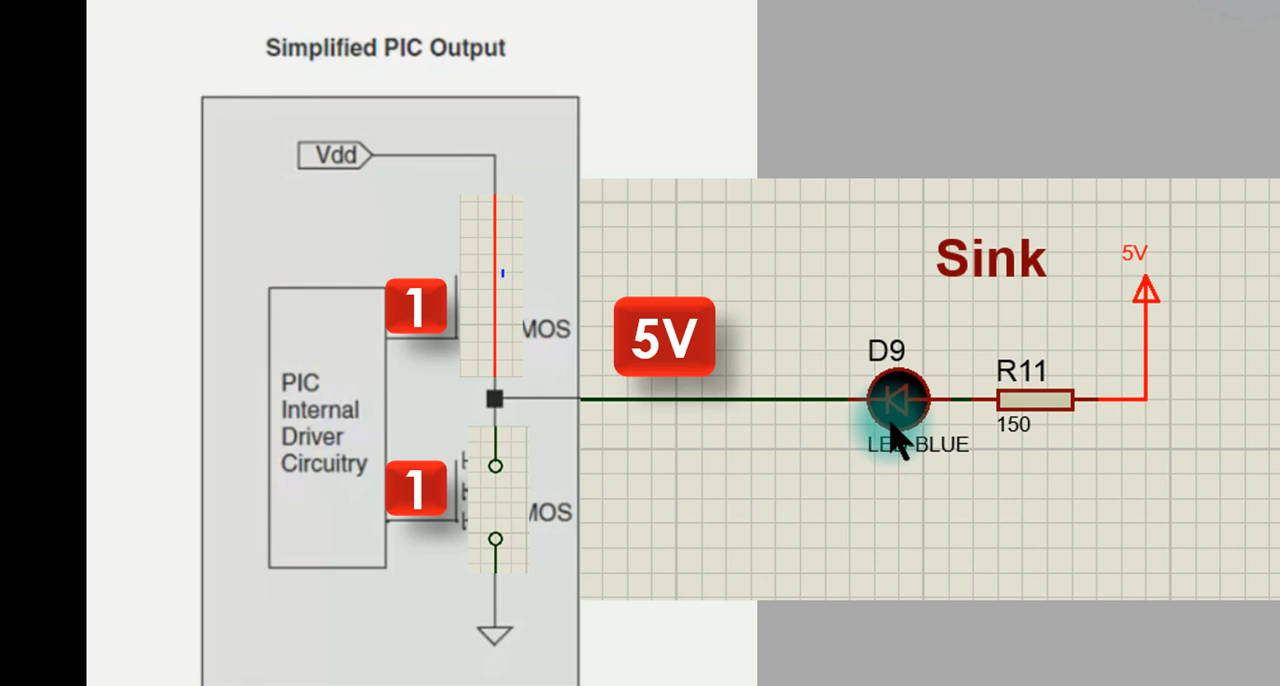 Simplified PIC Output
Vdd
Sink
5V
1
5V
MOS
D9
R11
PIC
Internal
Driver
Circuitry
150
LED-BLUE
1
MOS